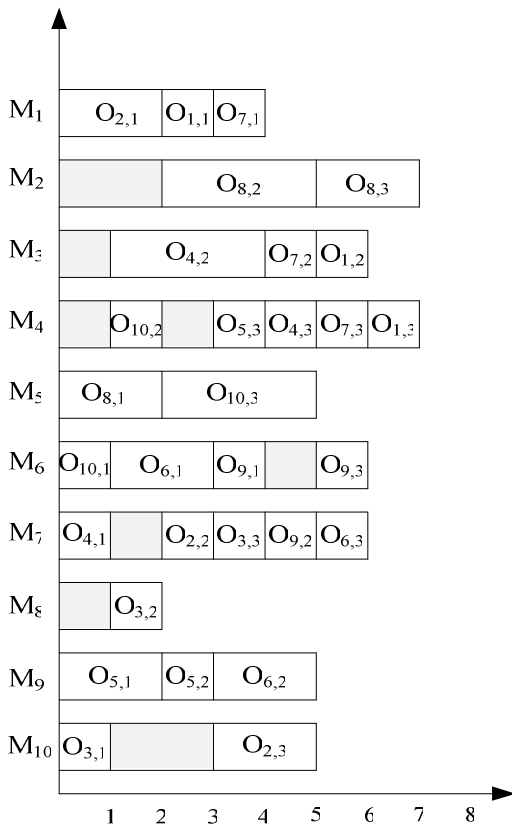 M₁ O₂,₁ O₁,₁ O₇,₁
M₂ O₈,₂ O₈,₃
M₃ O₄,₂ O₇,₂ O₁,₂
M₄ O₁₀,₂ O₅,₃ O₄,₃ O₇,₃ O₁,₃
M₅ O₈,₁ O₁₀,₃
M₆ O₁₀,₁ O₆,₁ O₉,₁ O₉,₃
M₇ O₄,₁ O₂,₂ O₃,₃ O₉,₂ O₆,₃
M₈ O₃,₂
M₉ O₅,₁ O₅,₂ O₆,₂
M₁₀ O₃,₁ O₂,₃
1 2 3 4 5 6 7 8